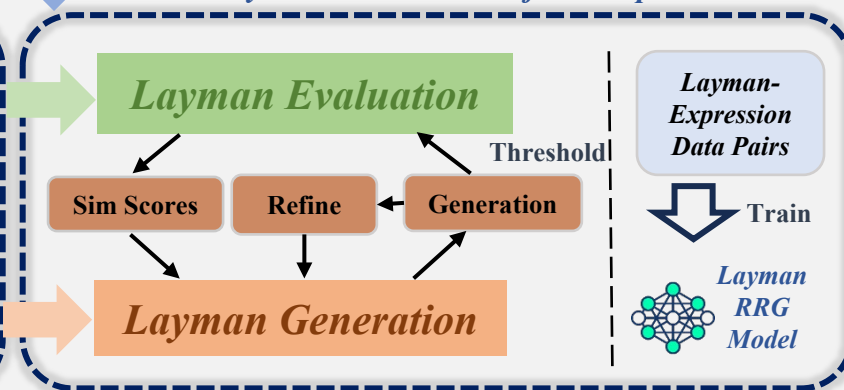 Layman Evaluation
Threshold
Sim Scores
Refine
Generation
Layman Generation
Layman-
Expression
Data Pairs
Train
Layman
RRG
Model